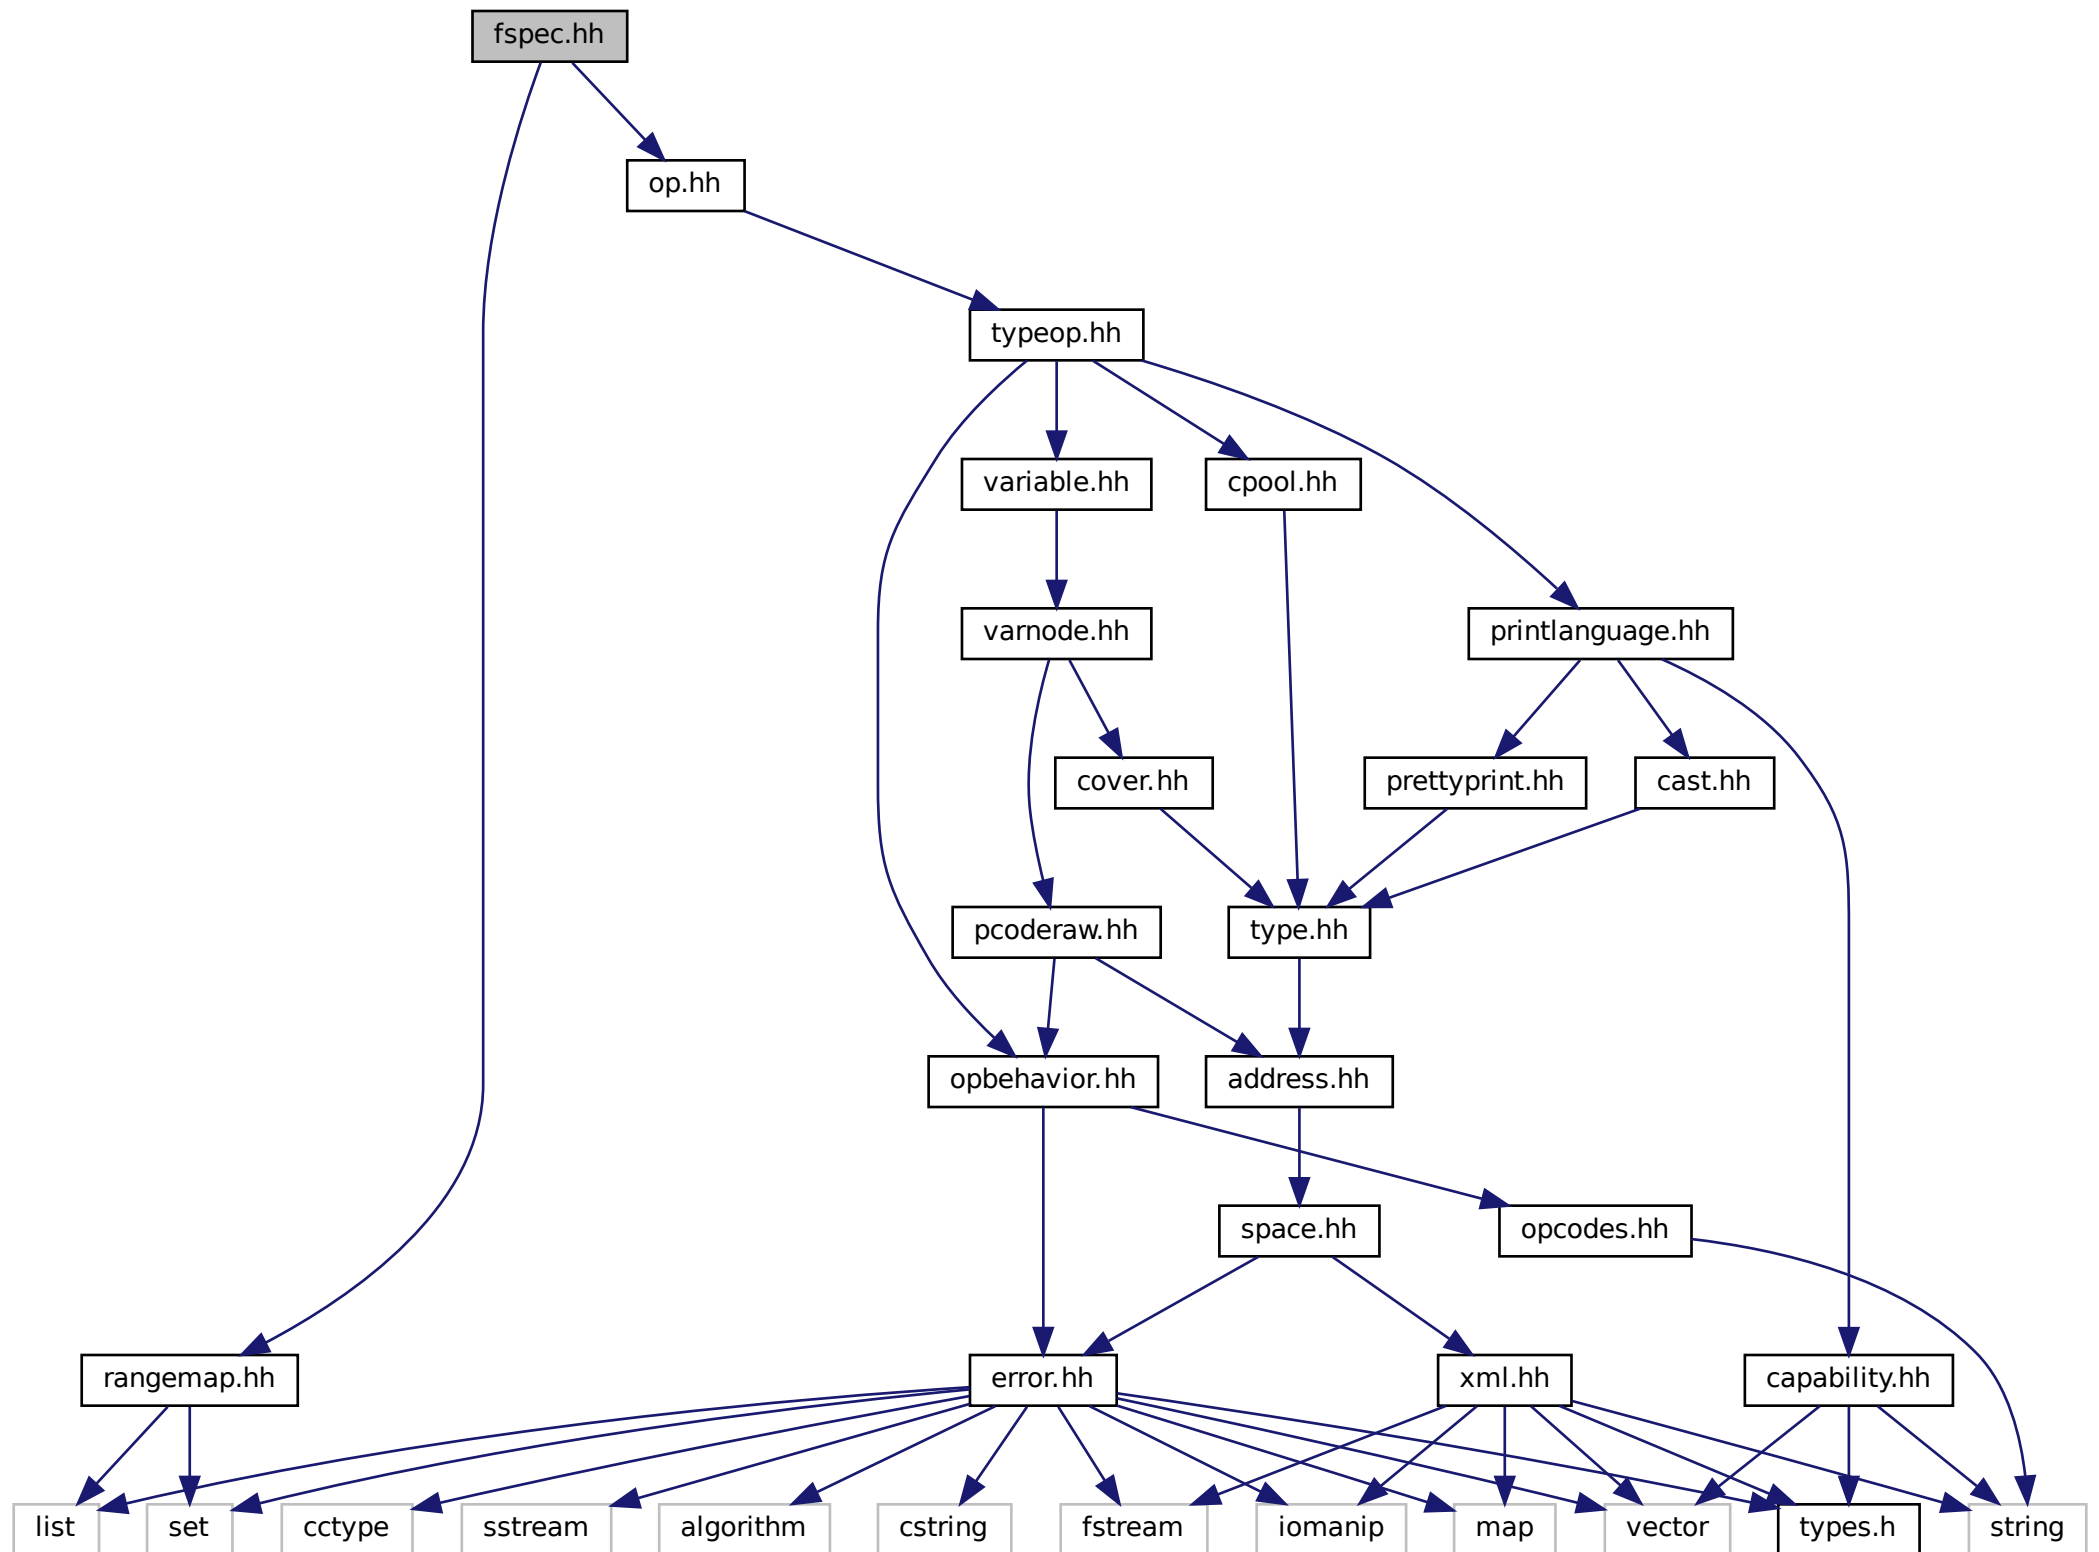 fspec.hh
op.hh
typeop.hh
variable.hh
cpool.hh
varnode.hh
printlanguage.hh
cover.hh
prettyprint.hh
cast.hh
pcoderaw.hh
type.hh
opbehavior.hh
address.hh
space.hh
opcodes.hh
rangemap.hh
error.hh
xml.hh
capability.hh
list
set
cctype
sstream
algorithm
cstring
fstream
iomanip
map
vector
types.h
string